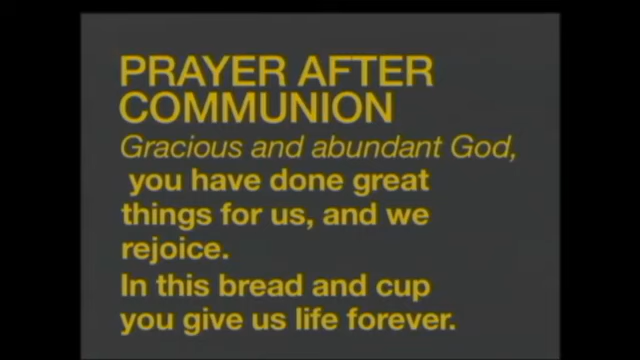 PRAYER AFTER
COMMUNION
Gracious and abundant God,
you have done great
things for us, and we
rejoice.
In this bread and cup
you give us life forever.